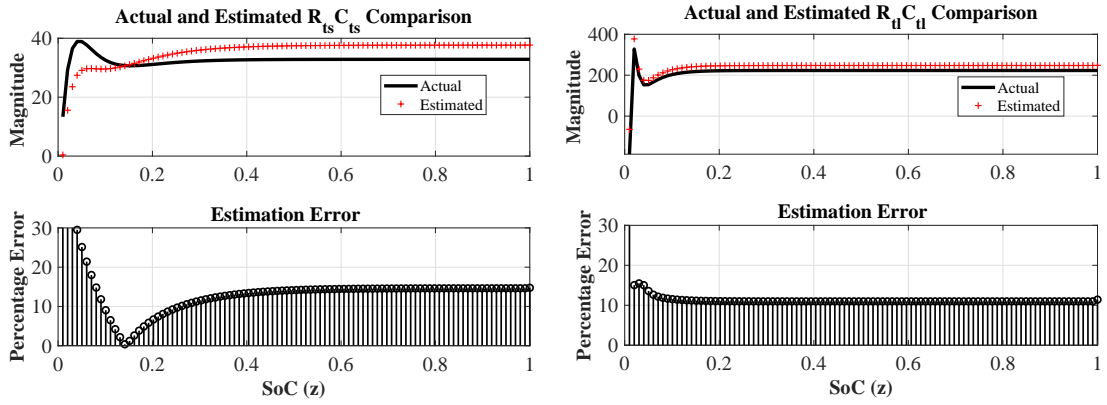 Actual and Estimated R_ts C_ts Comparison
40
20
0
Magnitude
Actual
Estimated
0
0.2
0.4
0.6
0.8
1
Estimation Error
30
20
10
0
Percentage Error
0
0.2
0.4
0.6
0.8
1
SoC (z)
Actual and Estimated R_tl C_tl Comparison
400
200
0
Magnitude
Actual
Estimated
0
0.2
0.4
0.6
0.8
1
Estimation Error
30
20
10
0
Percentage Error
0
0.2
0.4
0.6
0.8
1
SoC (z)